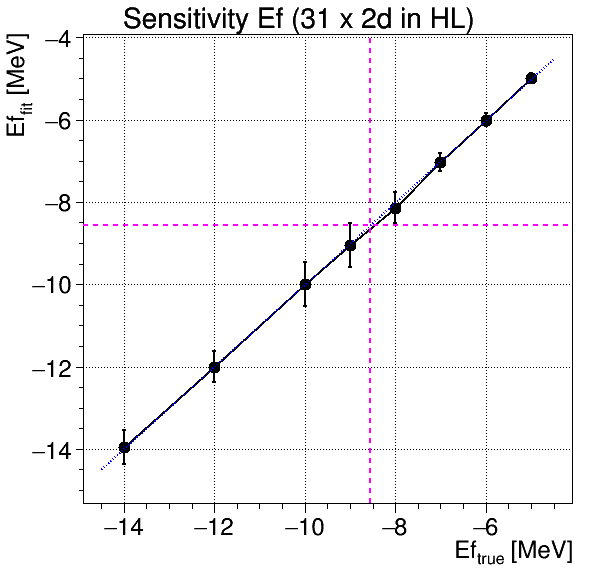 Sensitivity Ef (31 x 2d in HL)
Ef_fit [MeV]
−4
−6
−8
−10
−12
−14
−14 −12 −10 −8 −6
Ef_true [MeV]